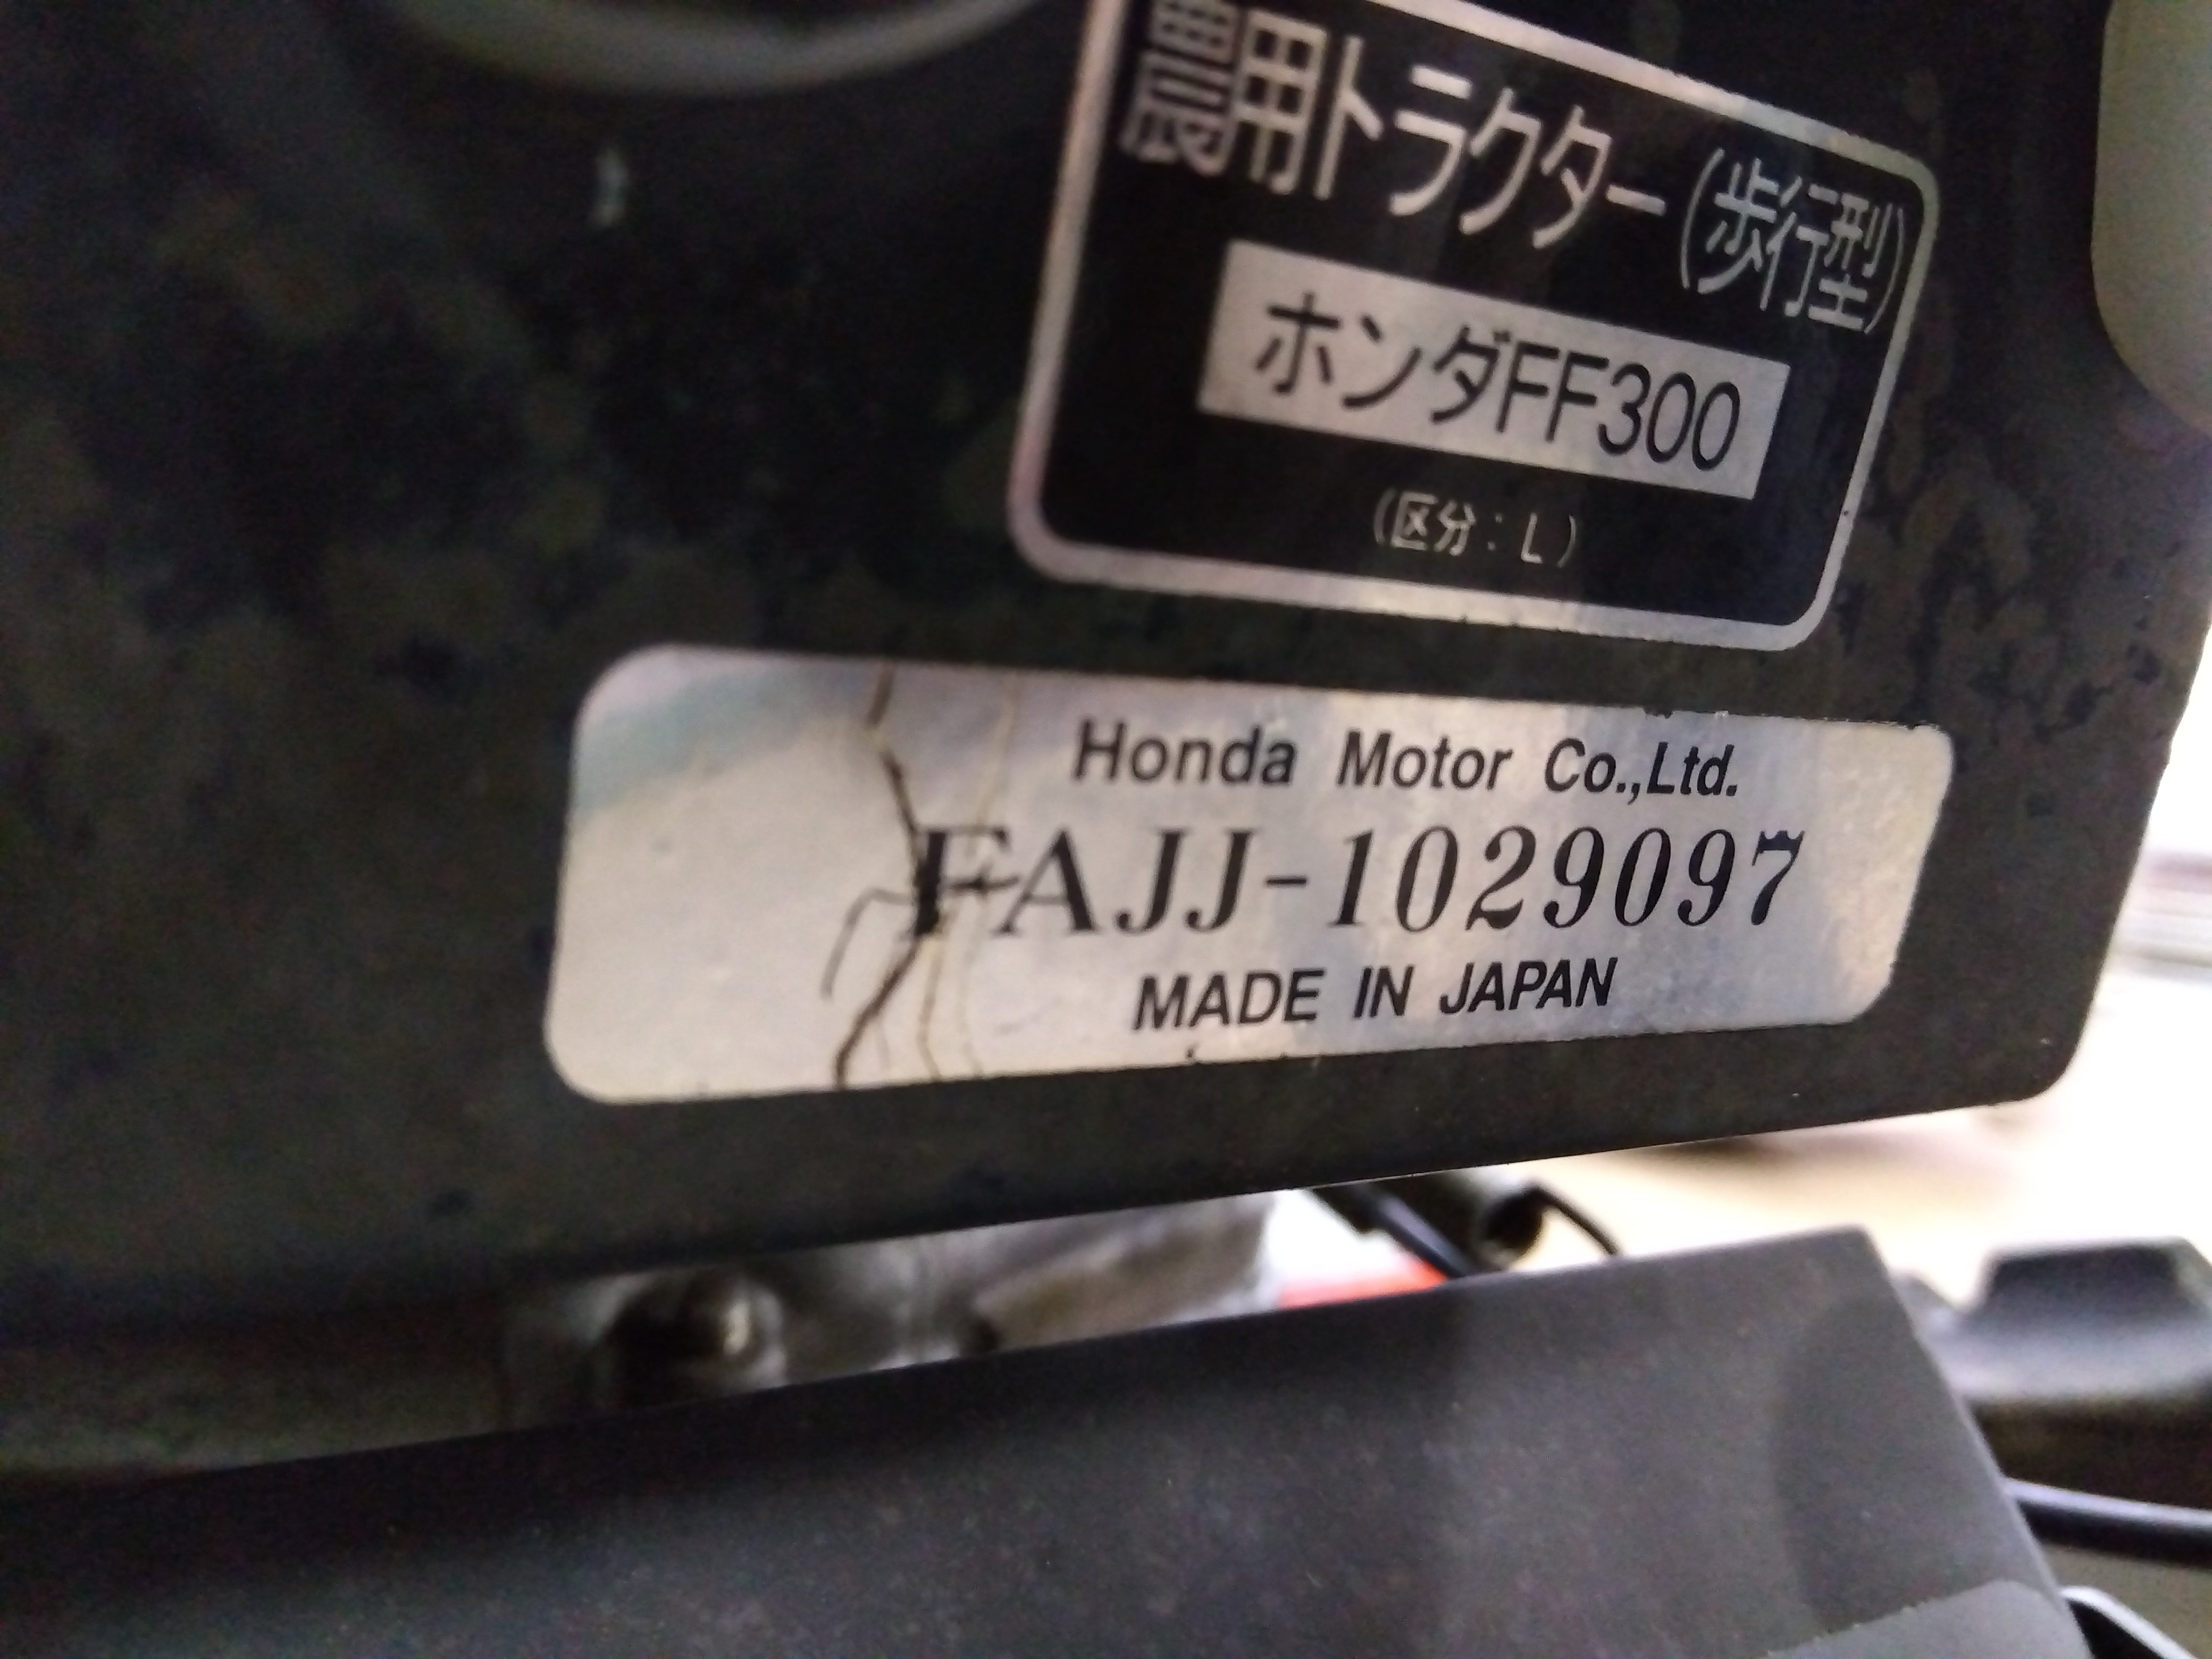 農用トラクター(歩行型)
ホンダFF300
(区分：L)
Honda Motor Co.,Ltd.
FAJJ-1029097
MADE IN JAPAN